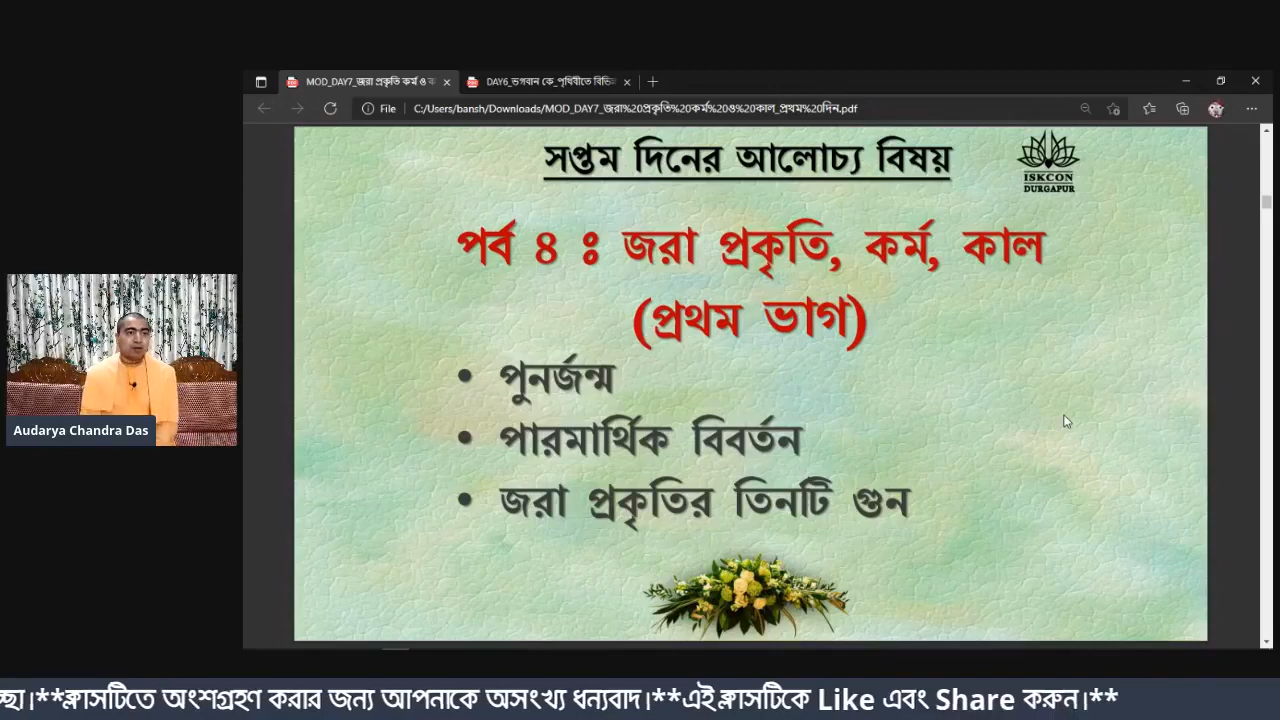 MOD_DAY7_জরা প্রকৃতি কর্ম ও
DAY6_ভগবান কে_পৃথিবীতে
File
C:/Users/bansh/Downloads/MOD_DAY7_জরা%20প্রকৃতি%20কর্ম%20ও%20কাল_প্রথম%20দিন.pdf
সপ্তম দিনের আলোচ্য বিষয়
ISKCON
DURGAPUR
পর্ব ৪ ঃ জরা প্রকৃতি, কর্ম, কাল
(প্রথম ভাগ)
• পুনর্জন্ম
• পারমার্থিক বিবর্তন
• জরা প্রকৃতির তিনটি গুন
Audarya Chandra Das
চ্ছা।**ক্লাসটিতে অংশগ্রহণ করার জন্য আপনাকে অসংখ্য ধন্যবাদ।**এই ক্লাসটিকে Like এবং Share করুন।**